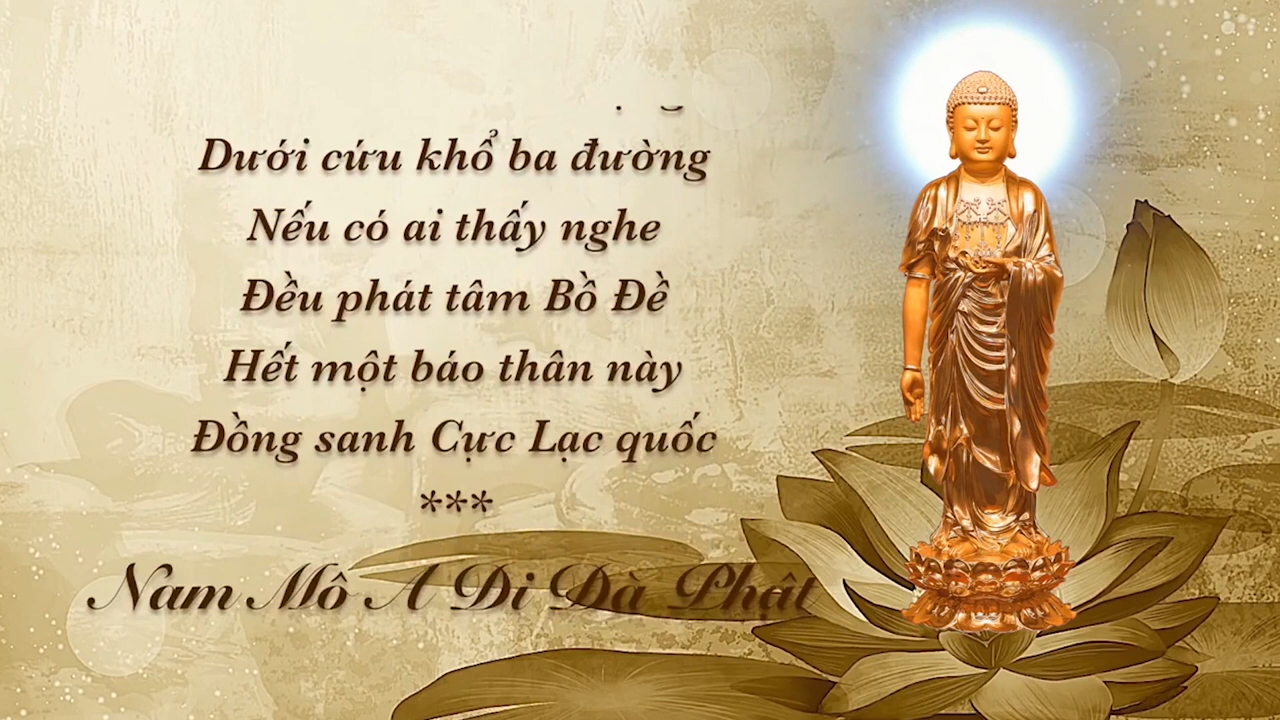 Dưới cứu khổ ba đường
Nếu có ai thấy nghe
Đều phát tâm Bồ Đề
Hết một báo thân này
Đồng sanh Cực Lạc quốc
***
Nam Mô A Di Đà Phật